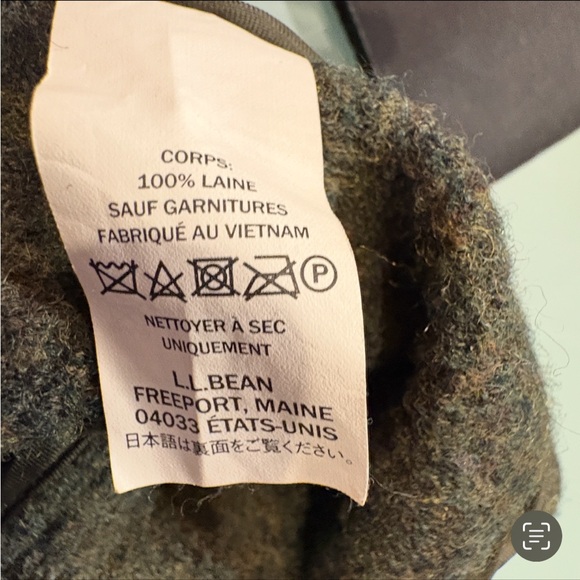 CORPS:
100% LAINE
SAUF GARNITURES
FABRIQUÉ AU VIETNAM
P
NETTOYER À SEC
UNIQUEMENT
L.L.BEAN
FREEPORT, MAINE
04033 ÉTATS-UNIS
日本語は裏面をご覧ください。